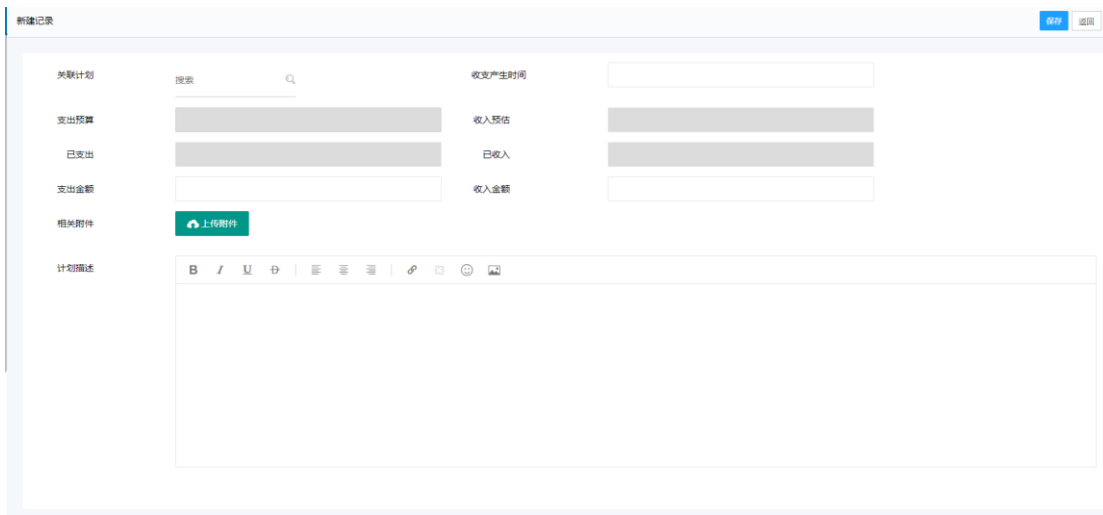 新建记录 保存 返回
关联计划 搜索 收支产生时间
支出预算 收入预估
已支出 已收入
支出金额 收入金额
相关附件 上传附件
计划描述 B I U D